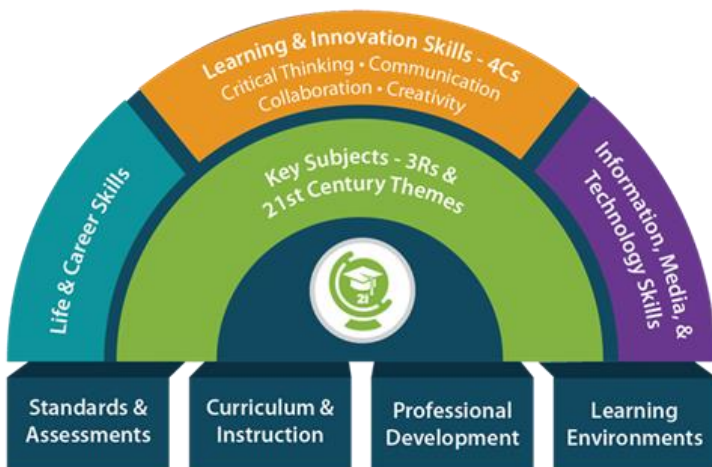 Learning & Innovation Skills - 4Cs
Critical Thinking • Communication
Collaboration • Creativity
Life & Career Skills
Key Subjects - 3Rs &
21st Century Themes
Information, Media, &
Technology Skills
21
Standards &
Assessments
Curriculum &
Instruction
Professional
Development
Learning
Environments